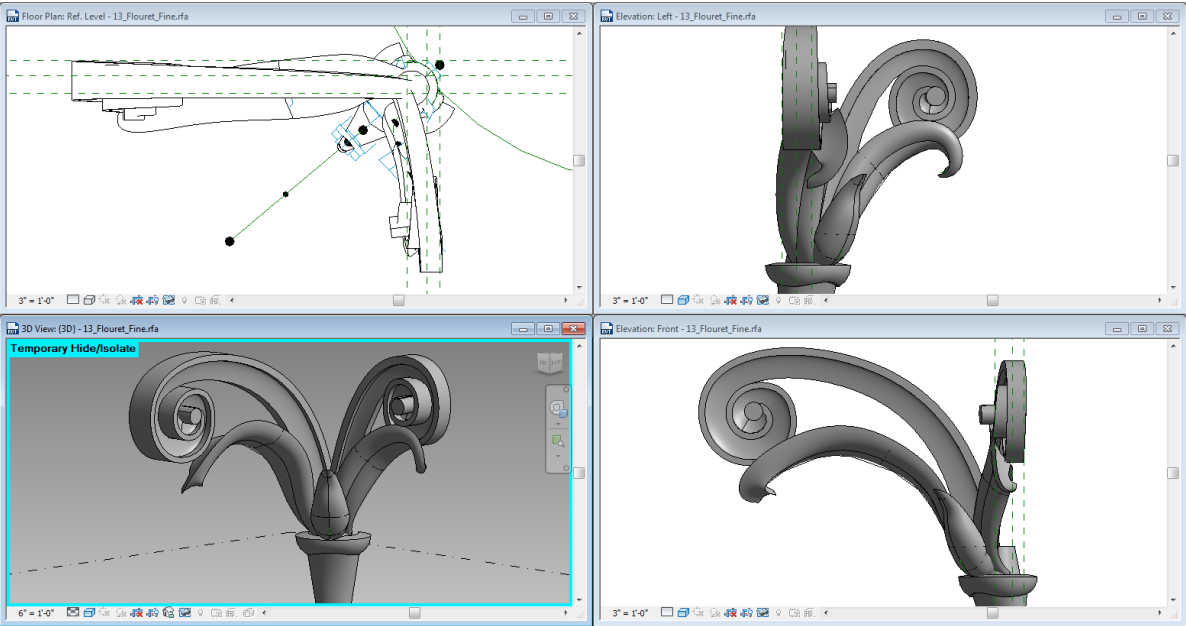 Floor Plan: Ref. Level - 13_Flouret_Fine.rfa
3" = 1'-0"
Elevation: Left - 13_Flouret_Fine.rfa
3" = 1'-0"
3D View: {3D} - 13_Flouret_Fine.rfa
Temporary Hide/Isolate
6" = 1'-0"
Elevation: Front - 13_Flouret_Fine.rfa
3" = 1'-0"